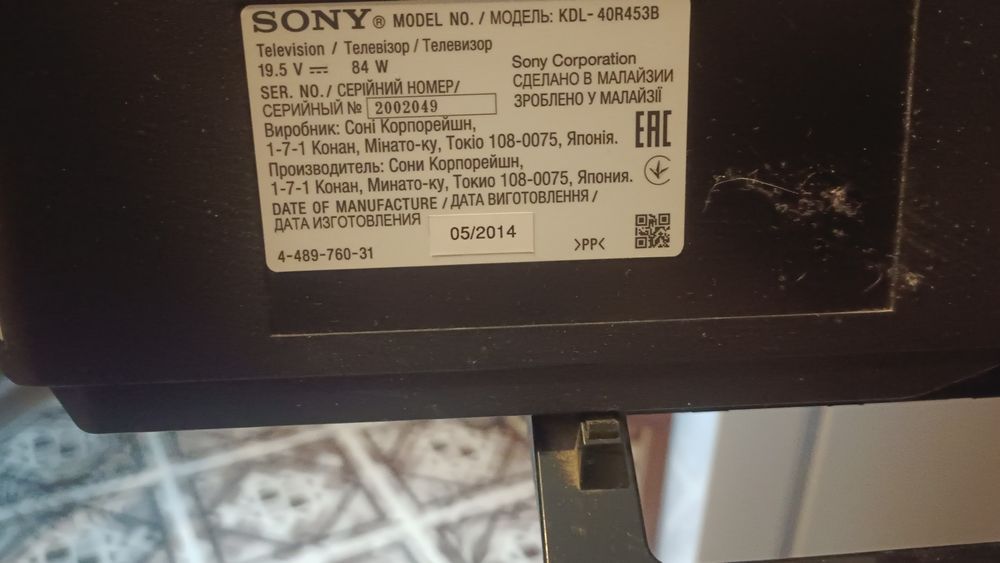 SONY® MODEL NO. / МОДЕЛЬ: KDL-40R453B
Television / Телевізор / Телевизор
19.5 V 84 W
Sony Corporation
СДЕЛАНО В МАЛАЙЗИИ
ЗРОБЛЕНО У МАЛАЙЗІЇ
SER. NO./ СЕРІЙНИЙ НОМЕР/
СЕРИЙНЫЙ № 2002049
EAC
Виробник: Соні Корпорейшн,
1-7-1 Конан, Мінато-ку, Токіо 108-0075, Японія.
Производитель: Сони Корпорейшн,
1-7-1 Конан, Минато-ку, Токио 108-0075, Япония.
DATE OF MANUFACTURE / ДАТА ВИГОТОВЛЕННЯ /
ДАТА ИЗГОТОВЛЕНИЯ 05/2014
4-489-760-31
>PP<